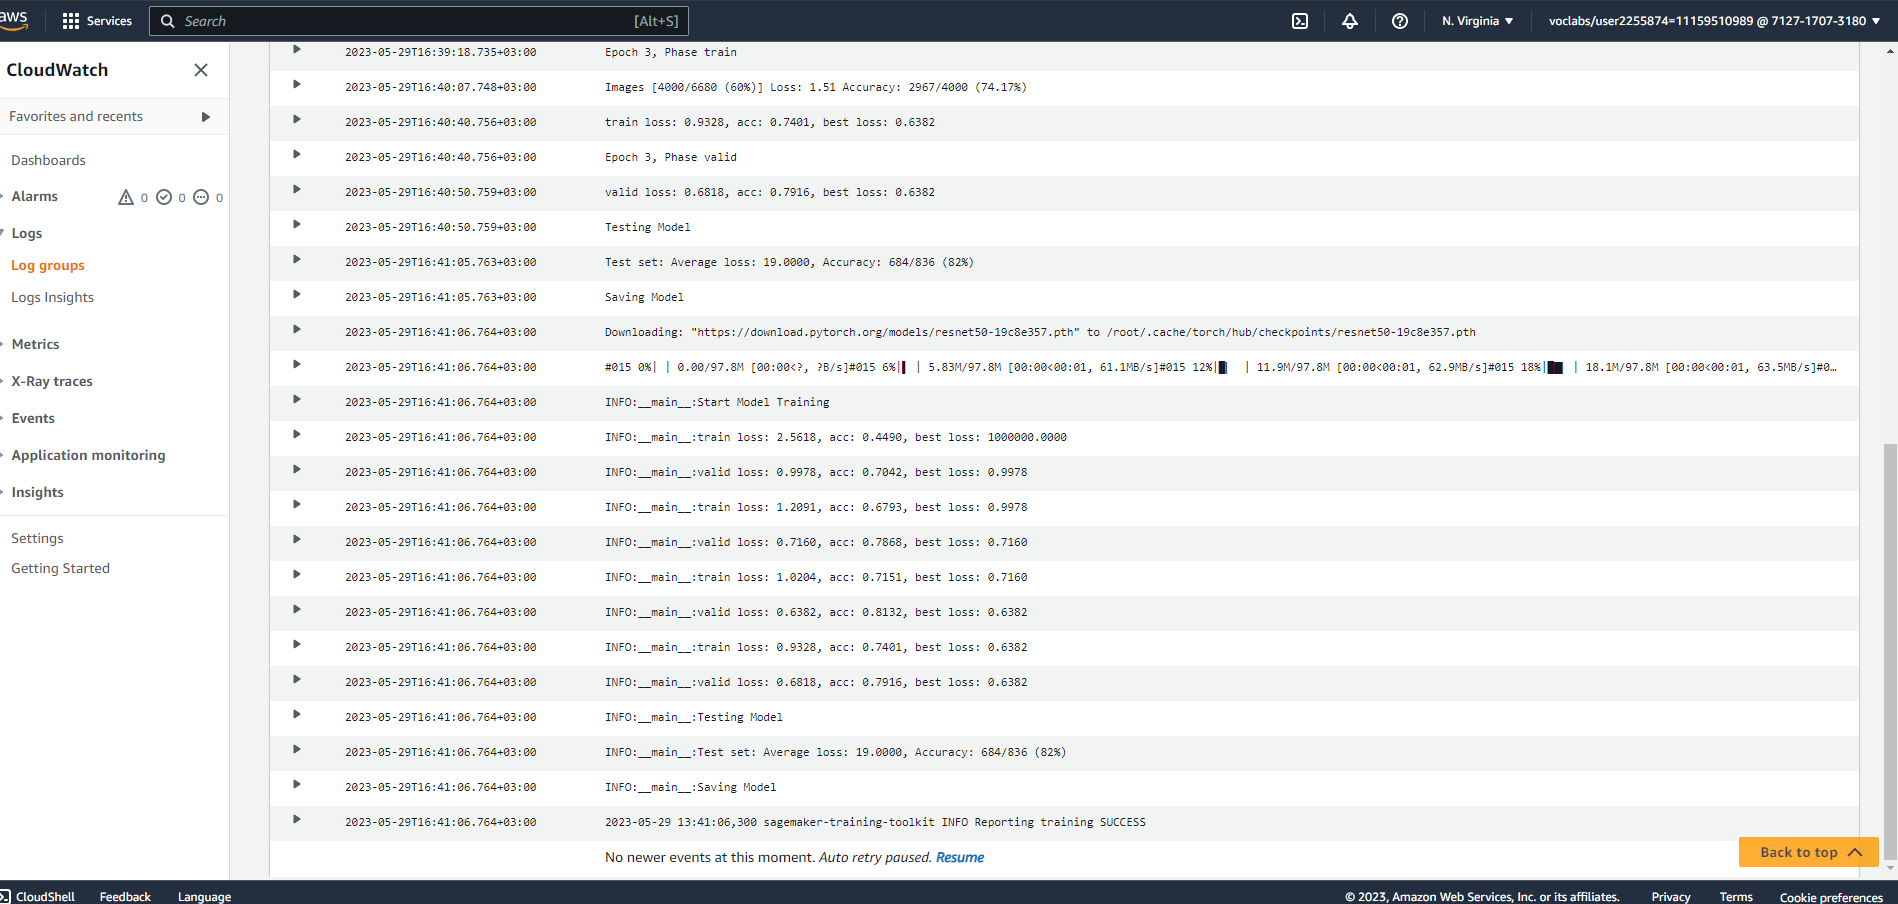 aws Services Search [Alt+S] N. Virginia voclabs/user2255874=11159510989 @ 7127-1707-3180
CloudWatch
Favorites and recents
Dashboards
Alarms 0 0 0
Logs
Log groups
Logs Insights
Metrics
X-Ray traces
Events
Application monitoring
Insights
Settings
Getting Started
2023-05-29T16:39:18.735+03:00 Epoch 3, Phase train
2023-05-29T16:40:07.748+03:00 Images [4000/6680 (60%)] Loss: 1.51 Accuracy: 2967/4000 (74.17%)
2023-05-29T16:40:40.756+03:00 train loss: 0.9328, acc: 0.7401, best loss: 0.6382
2023-05-29T16:40:40.756+03:00 Epoch 3, Phase valid
2023-05-29T16:40:50.759+03:00 valid loss: 0.6818, acc: 0.7916, best loss: 0.6382
2023-05-29T16:40:50.759+03:00 Testing Model
2023-05-29T16:41:05.763+03:00 Test set: Average loss: 19.0000, Accuracy: 684/836 (82%)
2023-05-29T16:41:05.763+03:00 Saving Model
2023-05-29T16:41:06.764+03:00 Downloading: "https://download.pytorch.org/models/resnet50-19c8e357.pth" to /root/.cache/torch/hub/checkpoints/resnet50-19c8e357.pth
2023-05-29T16:41:06.764+03:00 #015 0%| | 0.00/97.8M [00:00<?, ?B/s]#015 6%|▌ | 5.83M/97.8M [00:00<00:01, 61.1MB/s]#015 12%|█▏ | 11.9M/97.8M [00:00<00:01, 62.9MB/s]#015 18%|█▊ | 18.1M/97.8M [00:00<00:01, 63.5MB/s]#0…
2023-05-29T16:41:06.764+03:00 INFO:__main__:Start Model Training
2023-05-29T16:41:06.764+03:00 INFO:__main__:train loss: 2.5618, acc: 0.4490, best loss: 1000000.0000
2023-05-29T16:41:06.764+03:00 INFO:__main__:valid loss: 0.9978, acc: 0.7042, best loss: 0.9978
2023-05-29T16:41:06.764+03:00 INFO:__main__:train loss: 1.2091, acc: 0.6793, best loss: 0.9978
2023-05-29T16:41:06.764+03:00 INFO:__main__:valid loss: 0.7160, acc: 0.7868, best loss: 0.7160
2023-05-29T16:41:06.764+03:00 INFO:__main__:train loss: 1.0204, acc: 0.7151, best loss: 0.7160
2023-05-29T16:41:06.764+03:00 INFO:__main__:valid loss: 0.6382, acc: 0.8132, best loss: 0.6382
2023-05-29T16:41:06.764+03:00 INFO:__main__:train loss: 0.9328, acc: 0.7401, best loss: 0.6382
2023-05-29T16:41:06.764+03:00 INFO:__main__:valid loss: 0.6818, acc: 0.7916, best loss: 0.6382
2023-05-29T16:41:06.764+03:00 INFO:__main__:Testing Model
2023-05-29T16:41:06.764+03:00 INFO:__main__:Test set: Average loss: 19.0000, Accuracy: 684/836 (82%)
2023-05-29T16:41:06.764+03:00 INFO:__main__:Saving Model
2023-05-29T16:41:06.764+03:00 2023-05-29 13:41:06,300 sagemaker-training-toolkit INFO Reporting training SUCCESS
No newer events at this moment. Auto retry paused. Resume
Back to top
CloudShell Feedback Language © 2023, Amazon Web Services, Inc. or its affiliates. Privacy Terms Cookie preferences